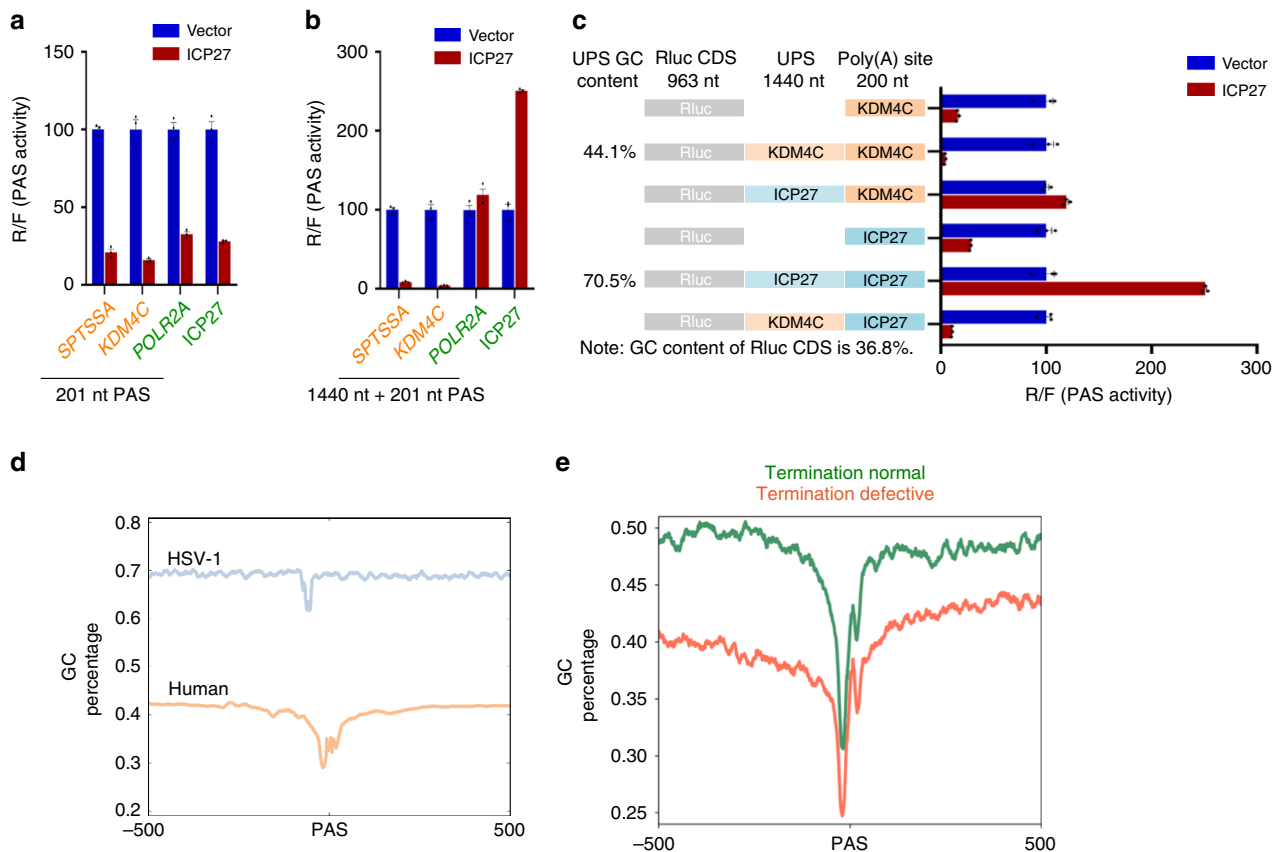 a
Vector
ICP27
150
100
50
0
R/F (PAS activity)
SPTSSA
KDM4C
POLR2A
ICP27
201 nt PAS
b
Vector
ICP27
300
200
100
0
R/F (PAS activity)
SPTSSA
KDM4C
POLR2A
ICP27
1440 nt + 201 nt PAS
c
Vector
ICP27
UPS GC content
Rluc CDS 963 nt
UPS 1440 nt
Poly(A) site 200 nt
Rluc KDM4C
44.1% Rluc KDM4C KDM4C
Rluc ICP27 KDM4C
Rluc ICP27
70.5% Rluc ICP27 ICP27
Rluc KDM4C ICP27
Note: GC content of Rluc CDS is 36.8%.
0 100 200 300
R/F (PAS activity)
d
0.8
0.7
0.6
0.5
0.4
0.3
0.2
GC percentage
HSV-1
Human
–500 PAS 500
e
Termination normal
Termination defective
0.50
0.45
0.40
0.35
0.30
0.25
GC percentage
–500 PAS 500